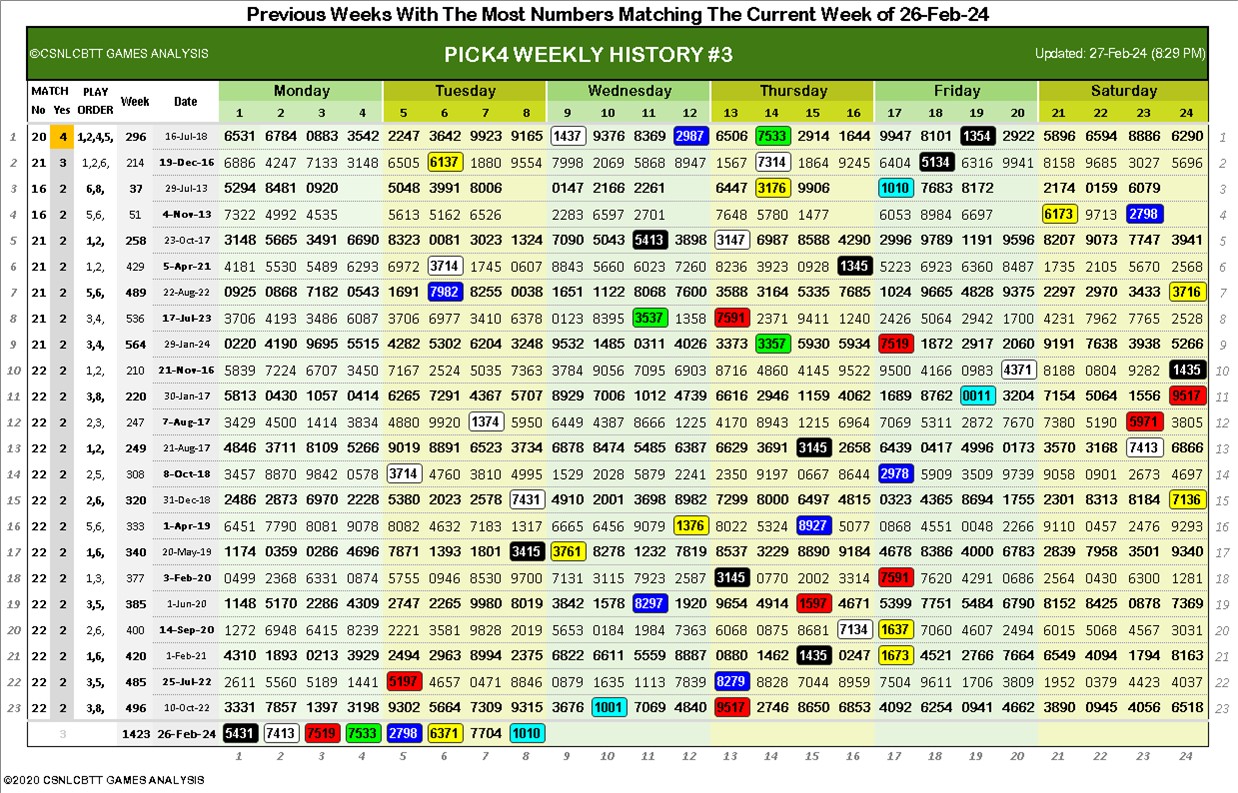 Previous Weeks With The Most Numbers Matching The Current Week of 26-Feb-24
©CSNLCBTT GAMES ANALYSIS PICK4 WEEKLY HISTORY #3 Updated: 27-Feb-24 (8:29 PM)
MATCH PLAY Week Date Monday Tuesday Wednesday Thursday Friday Saturday
No Yes ORDER 1 2 3 4 5 6 7 8 9 10 11 12 13 14 15 16 17 18 19 20 21 22 23 24
1 20 4 1,2,4,5, 296 16-Jul-18 6531 6784 0883 3542 2247 3642 9923 9165 1437 9376 8369 2987 6506 7533 2914 1644 9947 8101 1354 2922 5896 6594 8886 6290 1
2 21 3 1,2,6, 214 19-Dec-16 6886 4247 7133 3148 6505 6137 1880 9554 7998 2069 5868 8947 1567 7314 1864 9245 6404 5134 6316 9941 8158 9685 3027 5696 2
3 16 2 6,8, 37 29-Jul-13 5294 8481 0920 5048 3991 8006 0147 2166 2261 6447 3176 9906 1010 7683 8172 2174 0159 6079 3
4 16 2 5,6, 51 4-Nov-13 7322 4992 4535 5613 5162 6526 2283 6597 2701 7648 5780 1477 6053 8984 6697 6173 9713 2798 4
5 21 2 1,2, 258 23-Oct-17 3148 5665 3491 6690 8323 0081 3023 1324 7090 5043 5413 3898 3147 6987 8588 4290 2996 9789 1191 9596 8207 9073 7747 3941 5
6 21 2 1,2, 429 5-Apr-21 4181 5530 5489 6293 6972 3714 1745 0607 8843 5660 6023 7260 8236 3923 0928 1345 5223 6923 6360 8487 1735 2105 5670 2568 6
7 21 2 5,6, 489 22-Aug-22 0925 0868 7182 0543 1691 7982 8255 0038 1651 1122 8068 7600 3588 3164 5335 7685 1024 9665 4828 9375 2297 2970 3433 3716 7
8 21 2 3,4, 536 17-Jul-23 3706 4193 3486 6087 3706 6977 3410 6378 0123 8395 3537 1358 7591 2371 9411 1240 2426 5064 2942 1700 4231 7962 7765 2528 8
9 21 2 3,4, 564 29-Jan-24 0220 4190 9695 5515 4282 5302 6204 3248 9532 1485 0311 4026 3373 3357 5930 5934 7519 1872 2917 2060 9191 7638 3938 5266 9
10 22 2 1,2, 210 21-Nov-16 5839 7224 6707 3450 7167 2524 5035 7363 3784 9056 7095 6903 8716 4860 4145 9522 9500 4166 0983 4371 8188 0804 9282 1435 10
11 22 2 3,8, 220 30-Jan-17 5813 0430 1057 0414 6265 7291 4367 5707 8929 7006 1012 4739 6616 2946 1159 4062 1689 8762 0011 3204 7154 5064 1556 9517 11
12 22 2 2,3, 247 7-Aug-17 3429 4500 1414 3834 4880 5920 1374 5950 6449 4387 8666 1225 4170 8943 1215 6964 7069 5311 2872 7670 7380 5190 5971 3805 12
13 22 2 1,2, 249 21-Aug-17 4846 3711 8109 5266 9019 8891 6523 3734 6878 8474 5485 6387 6629 3691 3145 2658 6439 0417 4996 0173 3570 3168 7413 6866 13
14 22 2 2,5, 308 8-Oct-18 3457 8870 9842 0578 3714 4760 3810 4995 1529 2028 5879 2241 2350 9197 0667 8644 2978 5909 3509 9739 9058 0901 2673 4697 14
15 22 2 2,6, 320 31-Dec-18 2486 2873 6970 2228 5380 2023 2578 7431 4910 2001 3698 8982 7299 8000 6497 4815 0323 4365 8694 1755 2301 8313 8184 7136 15
16 22 2 5,6, 333 1-Apr-19 6451 7790 8081 9078 8082 4632 7183 1317 6665 6456 9079 1376 8022 5324 8927 5077 0868 4551 0048 2266 9110 0457 2476 9293 16
17 22 2 1,6, 340 20-May-19 1174 0359 0286 4696 7871 1393 1801 3415 3761 8278 1232 7819 8537 3229 8890 9184 4678 8386 4000 6783 2839 7958 3501 9340 17
18 22 2 1,3, 377 3-Feb-20 0499 2368 6331 0874 5755 0946 8530 9700 7131 3115 7923 2587 3145 0770 2002 3314 7591 7620 4291 0686 2564 0430 6300 1281 18
19 22 2 3,5, 385 1-Jun-20 1148 5170 2286 4309 2747 2265 9980 8019 3842 1578 8297 1920 9654 4914 1597 4671 5399 7751 5484 6790 8152 8425 0878 7369 19
20 22 2 2,6, 400 14-Sep-20 1272 6948 6415 8239 2221 3581 9828 2019 5653 0184 1984 7363 6068 0875 8681 7134 1637 7060 4607 2494 6015 5068 4567 3031 20
21 22 2 1,6, 420 1-Feb-21 4310 1893 0213 3929 2494 2963 8994 2375 6822 6611 5559 8887 0880 1462 1435 0247 1673 4521 2766 7664 6549 4094 1794 8163 21
22 22 2 3,5, 485 25-Jul-22 2611 5560 5189 1441 5197 4657 0471 8846 0879 1635 1113 7839 8279 8828 7044 8959 7504 9611 1706 3809 1952 0379 4423 4037 22
23 22 2 3,8, 496 10-Oct-22 3331 7857 1397 3198 9302 5664 7309 9315 3676 1001 7069 4840 9517 2746 8650 6853 4092 6254 0941 4662 3890 0945 4056 6518 23
3 1423 26-Feb-24 5431 7413 7519 7533 2798 6371 7704 1010
1 2 3 4 5 6 7 8 9 10 11 12 13 14 15 16 17 18 19 20 21 22 23 24
©2020 CSNLCBTT GAMES ANALYSIS